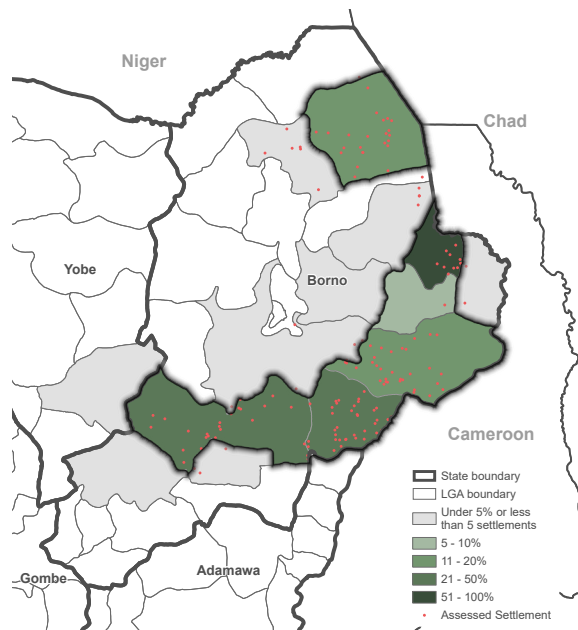 Niger
Chad
Yobe
Borno
Cameroon
State boundary
LGA boundary
Under 5% or less
than 5 settlements
5 - 10%
11 - 20%
21 - 50%
51 - 100%
Assessed Settlement
Gombe
Adamawa